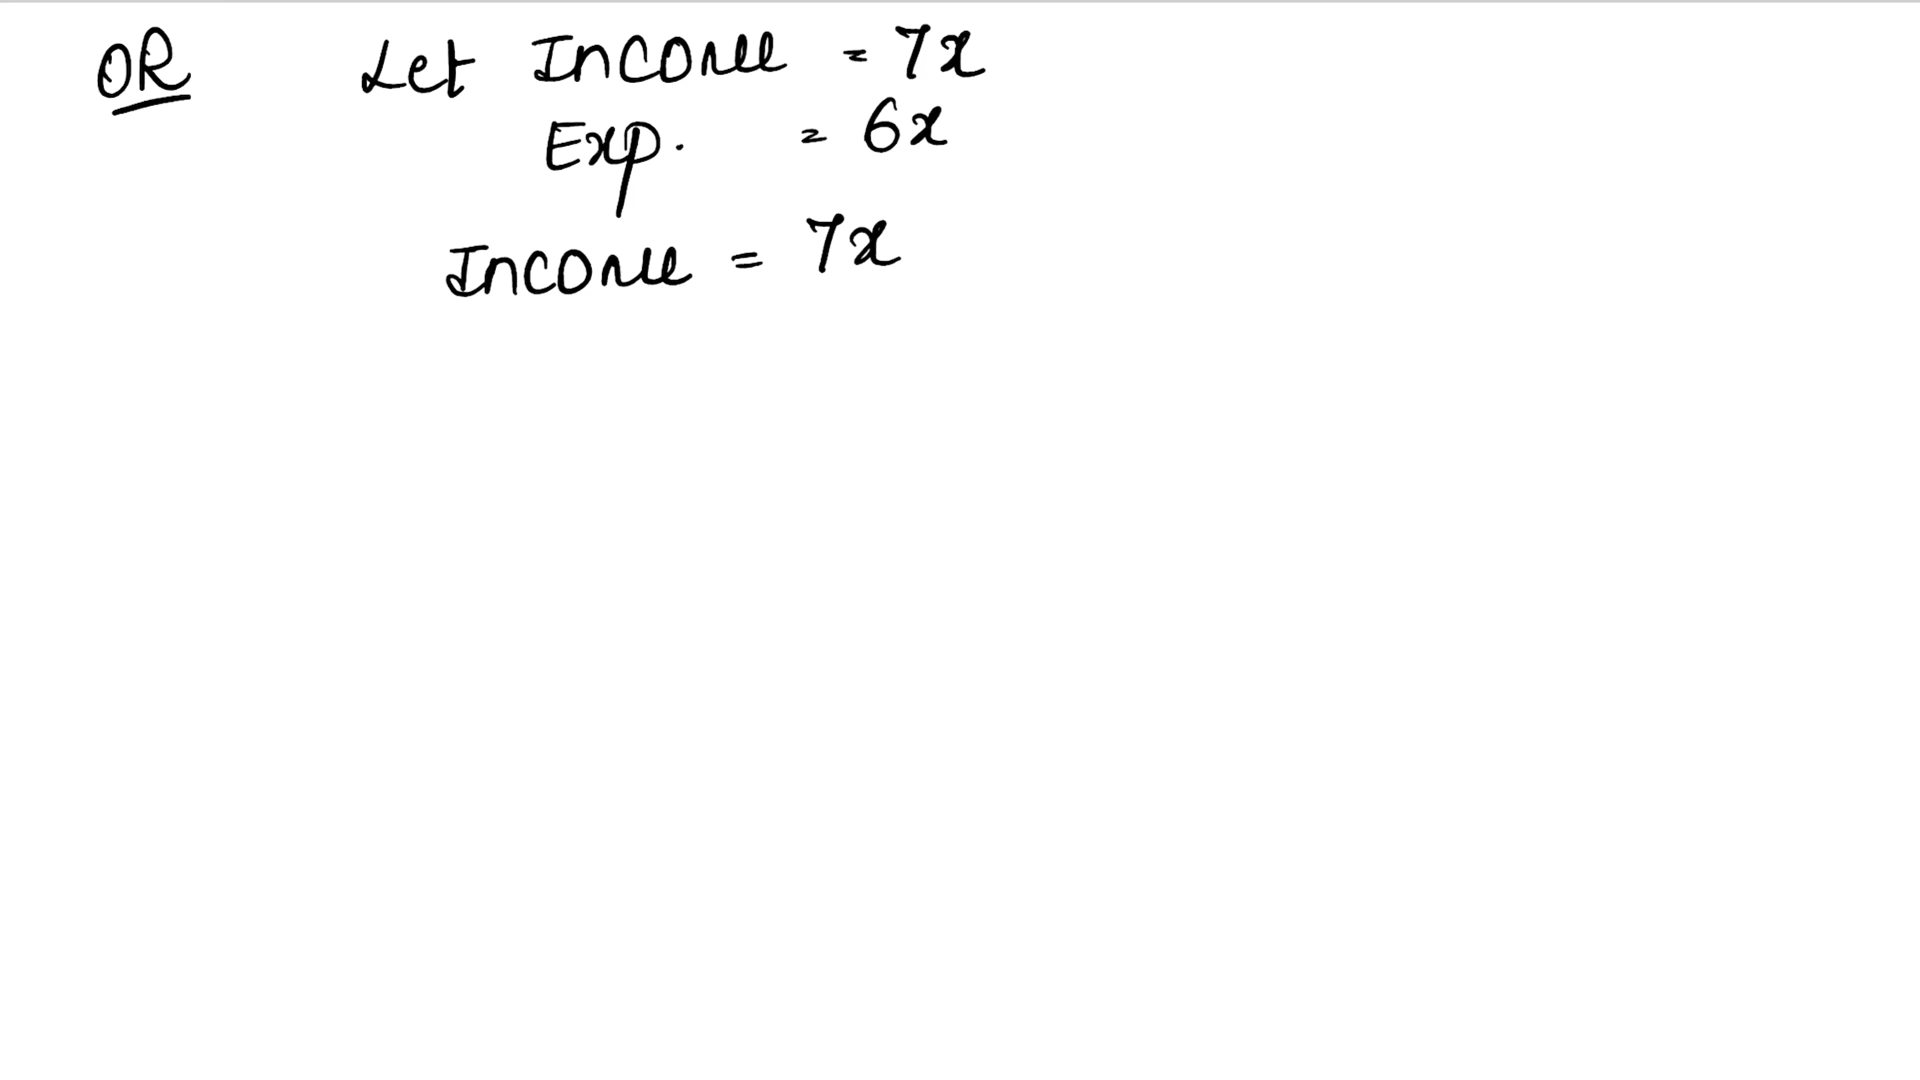 OR Let Income = 7x
Exp. = 6x
Income = 7x